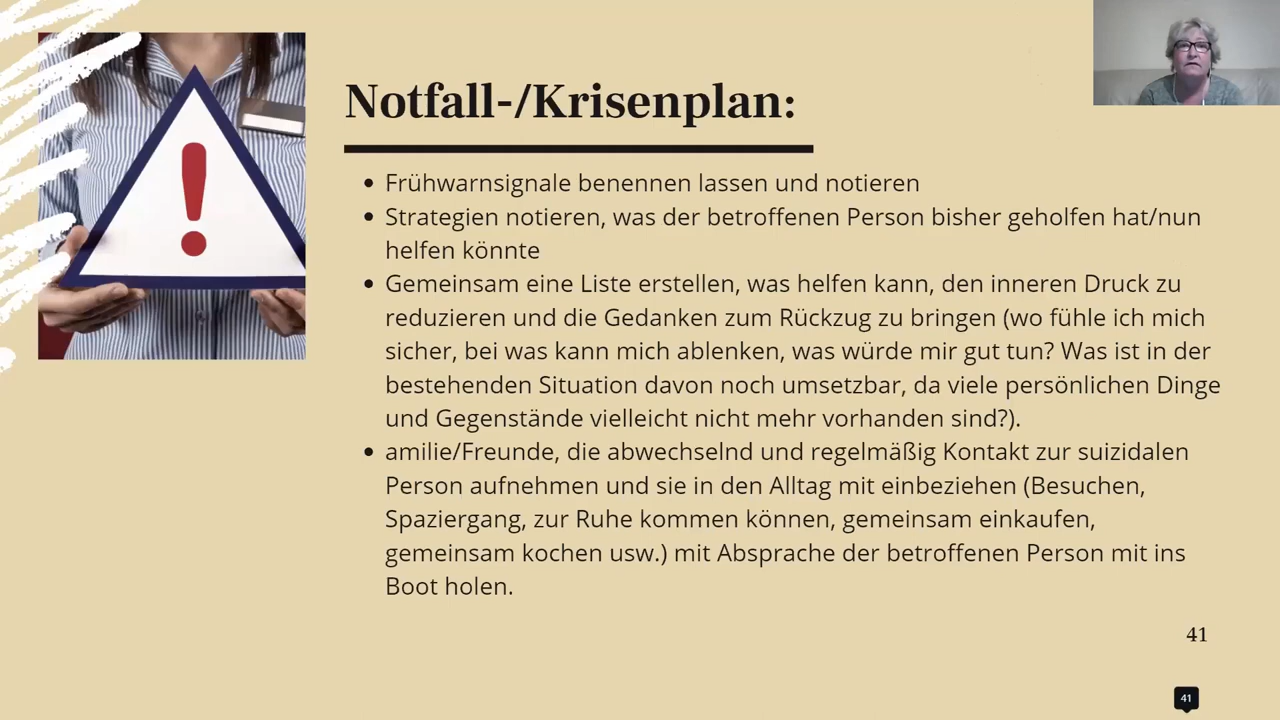 Notfall-/Krisenplan:
Frühwarnsignale benennen lassen und notieren
Strategien notieren, was der betroffenen Person bisher geholfen hat/nun
helfen könnte
Gemeinsam eine Liste erstellen, was helfen kann, den inneren Druck zu
reduzieren und die Gedanken zum Rückzug zu bringen (wo fühle ich mich
sicher, bei was kann mich ablenken, was würde mir gut tun? Was ist in der
bestehenden Situation davon noch umsetzbar, da viele persönlichen Dinge
und Gegenstände vielleicht nicht mehr vorhanden sind?).
amilie/Freunde, die abwechselnd und regelmäßig Kontakt zur suizidalen
Person aufnehmen und sie in den Alltag mit einbeziehen (Besuchen,
Spaziergang, zur Ruhe kommen können, gemeinsam einkaufen,
gemeinsam kochen usw.) mit Absprache der betroffenen Person mit ins
Boot holen.
41
41